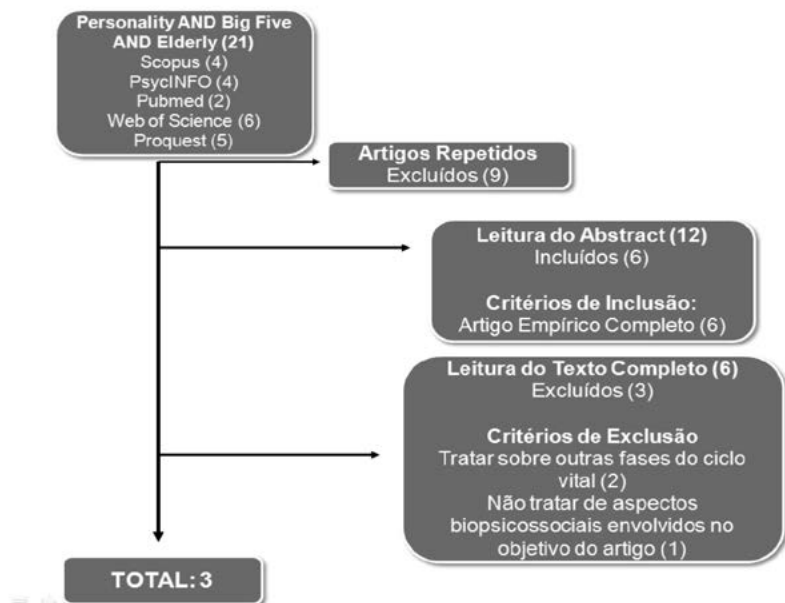 Personality AND Big Five
AND Elderly (21)
Scopus (4)
PsycINFO (4)
Pubmed (2)
Web of Science (6)
Proquest (5)
Artigos Repetidos
Excluídos (9)
Leitura do Abstract (12)
Incluídos (6)
Critérios de Inclusão:
Artigo Empírico Completo (6)
Leitura do Texto Completo (6)
Excluídos (3)
Critérios de Exclusão
Tratar sobre outras fases do ciclo
vital (2)
Não tratar de aspectos
biopsicossociais envolvidos no
objetivo do artigo (1)
TOTAL: 3